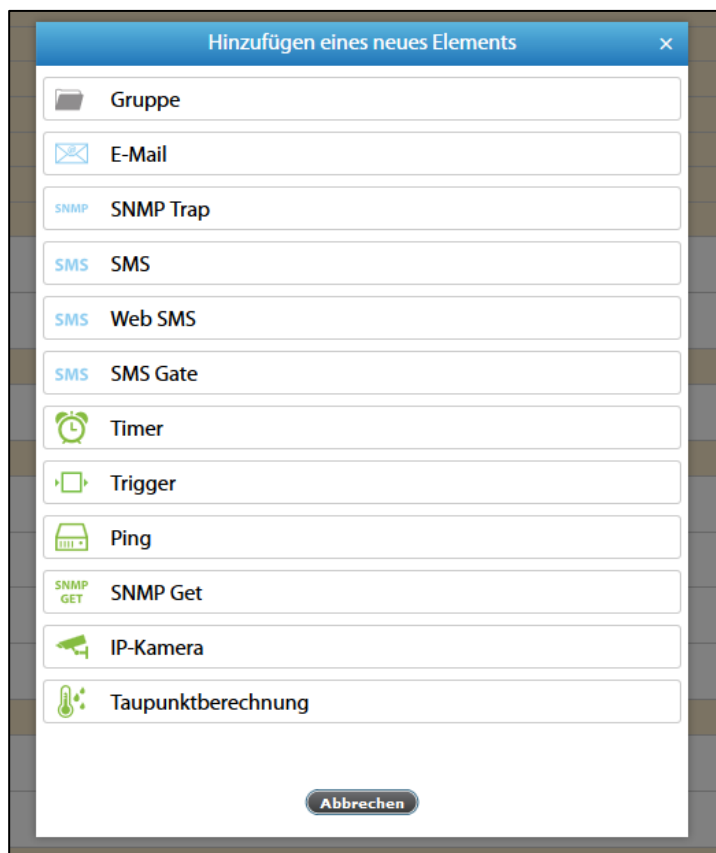 Hinzufügen eines neues Elements ×
Gruppe
E-Mail
SNMP SNMP Trap
SMS SMS
SMS Web SMS
SMS SMS Gate
Timer
Trigger
Ping
SNMP
GET SNMP Get
IP-Kamera
Taupunktberechnung
Abbrechen